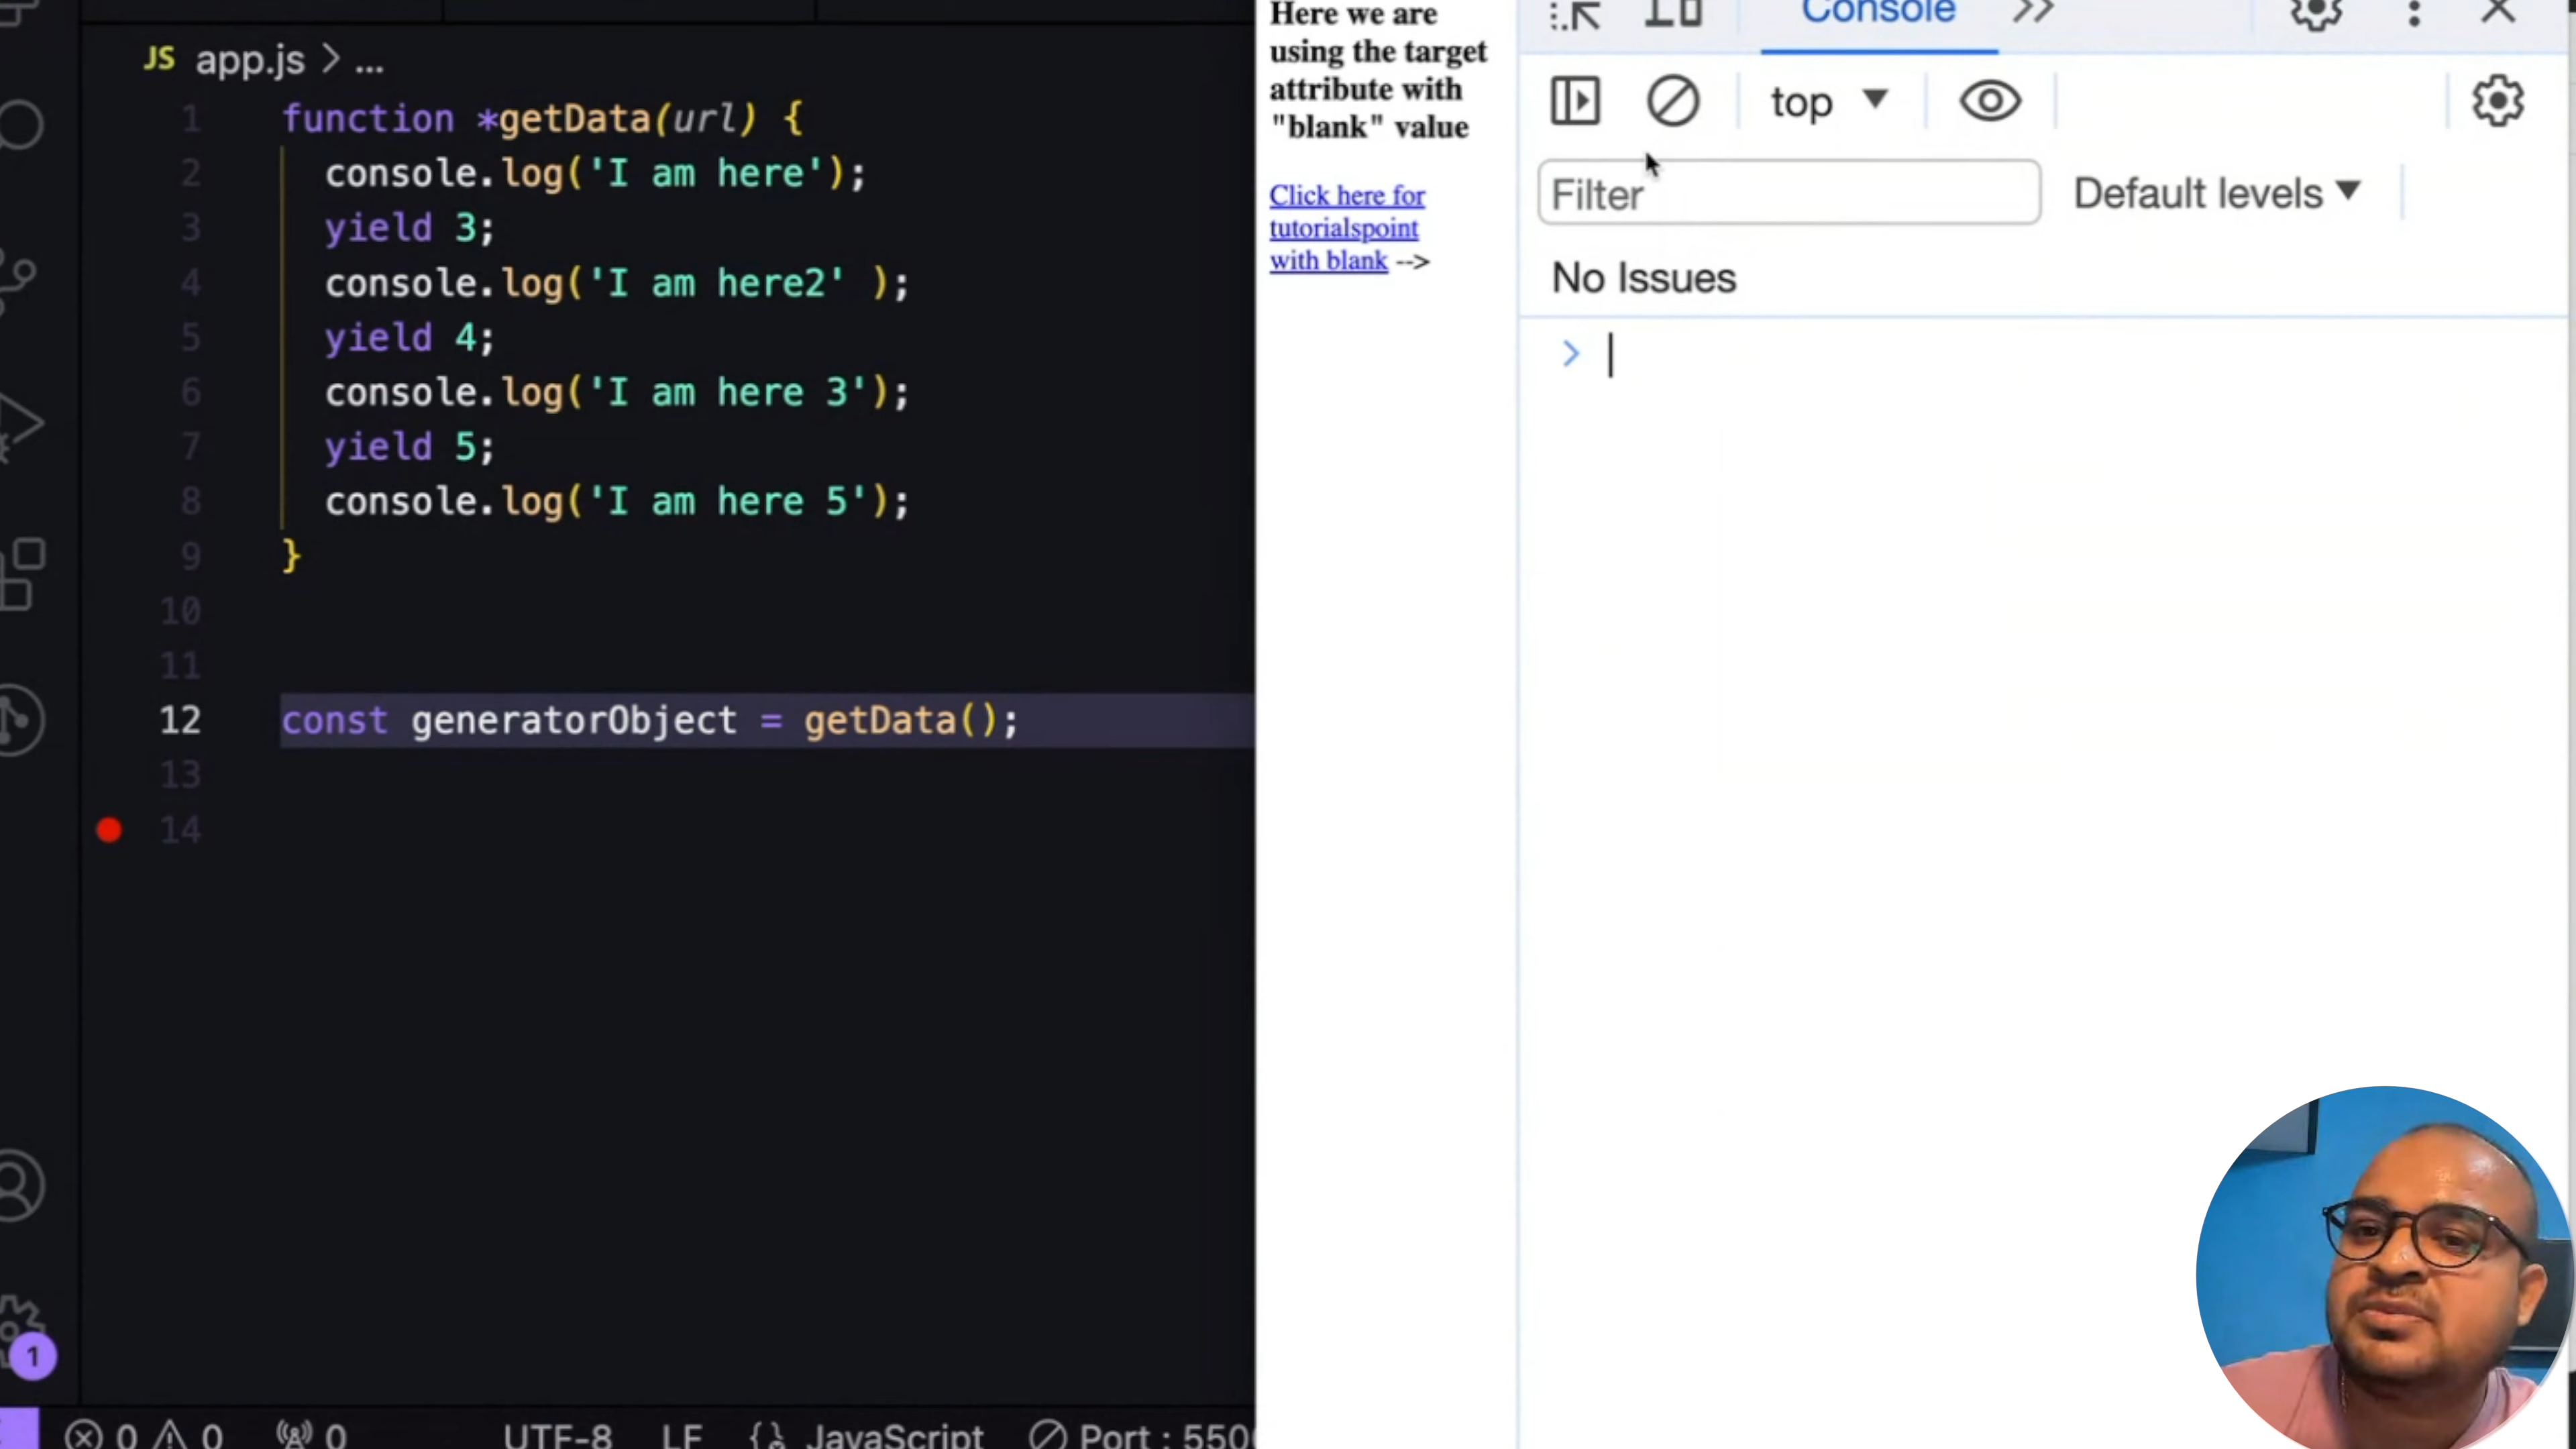 JS app.js > ...
1 function *getData(url) {
2 console.log('I am here');
3 yield 3;
4 console.log('I am here2' );
5 yield 4;
6 console.log('I am here 3');
7 yield 5;
8 console.log('I am here 5');
9 }
10
11
12 const generatorObject = getData();
13
14
1
0 0 0 UTF-8 LF {} JavaScript Port : 550
Here we are
using the target
attribute with
"blank" value
Click here for
tutorialspoint
with blank -->
Console
top
Filter Default levels
No Issues
>